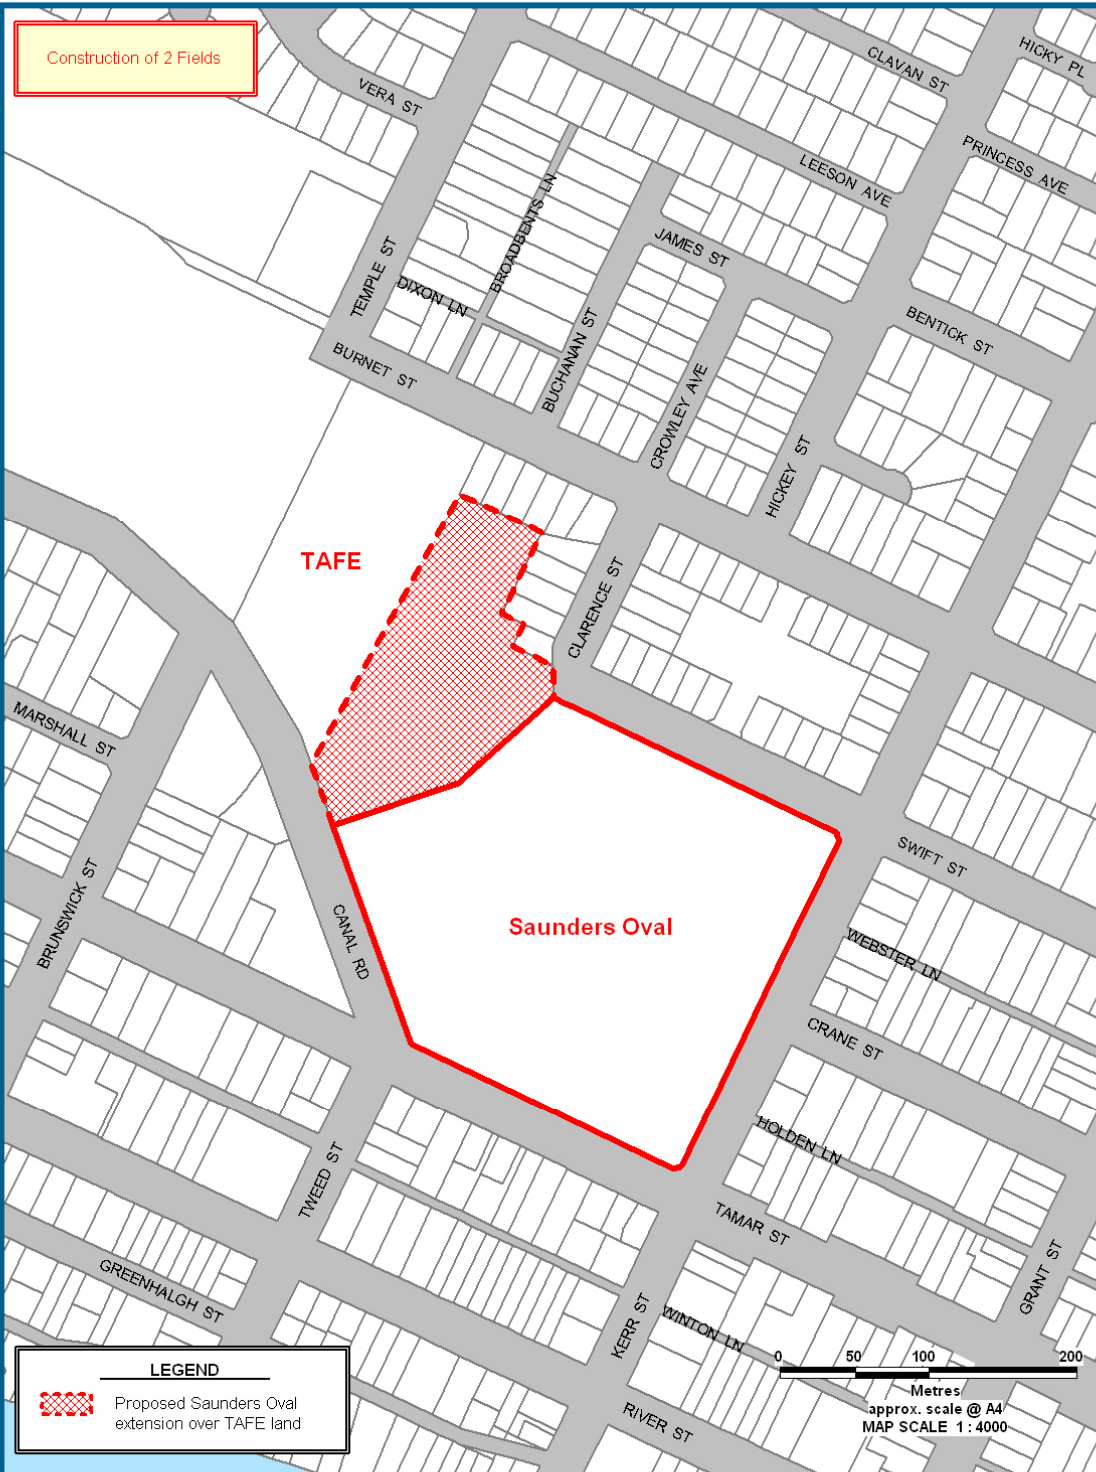 Construction of 2 Fields
CLAVAN ST
HICKY PL
VERA ST
PRINCESS AVE
LEESON AVE
BROADBENTS LN
JAMES ST
TEMPLE ST
DIXON LN
BENTICK ST
BURNET ST
BUCHANAN ST
CROWLEY AVE
HICKEY ST
TAFE
CLARENCE ST
MARSHALL ST
SWIFT ST
BRUNSWICK ST
CANAL RD
Saunders Oval
WEBSTER LN
CRANE ST
HOLDEN LN
TWEED ST
TAMAR ST
GREENHALGH ST
GRANT ST
KERR ST
WINTON LN
RIVER ST
0 50 100 200
Metres
approx. scale @ A4
MAP SCALE 1 : 4000
LEGEND
Proposed Saunders Oval
extension over TAFE land